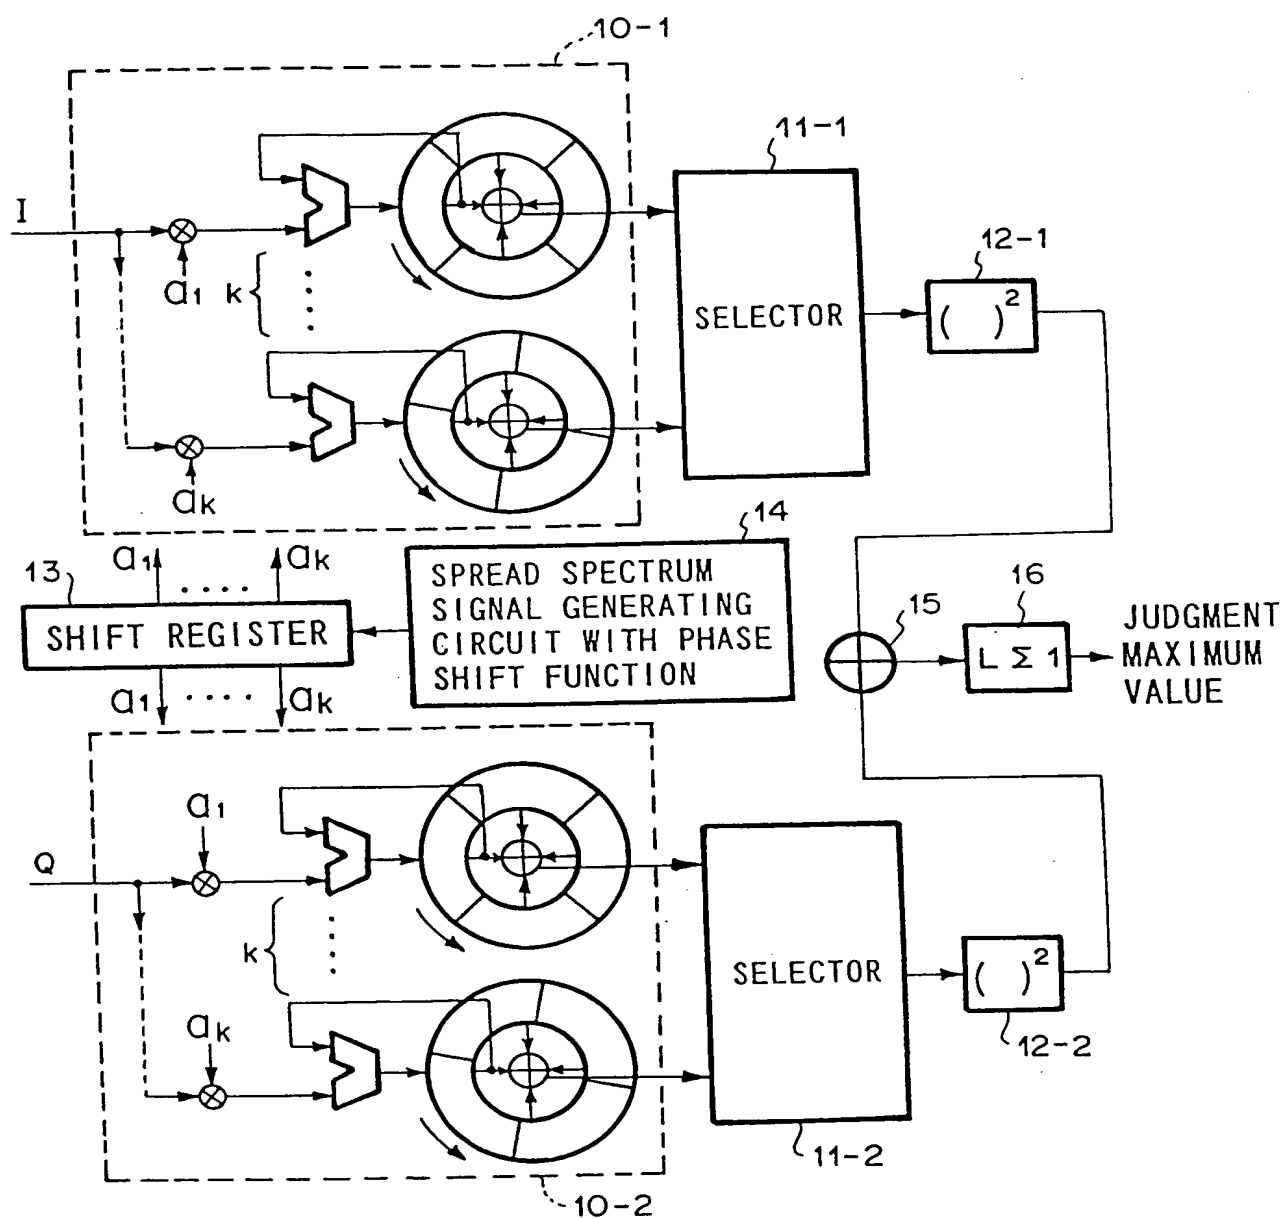 10-1
I
a1
k
ak
11-1
SELECTOR
12-1
( )2
13
a1 .... ak
SHIFT REGISTER
a1 .... ak
14
SPREAD SPECTRUM
SIGNAL GENERATING
CIRCUIT WITH PHASE
SHIFT FUNCTION
15
16
L Σ 1
JUDGMENT
MAXIMUM
VALUE
Q
a1
k
ak
10-2
SELECTOR
11-2
( )2
12-2